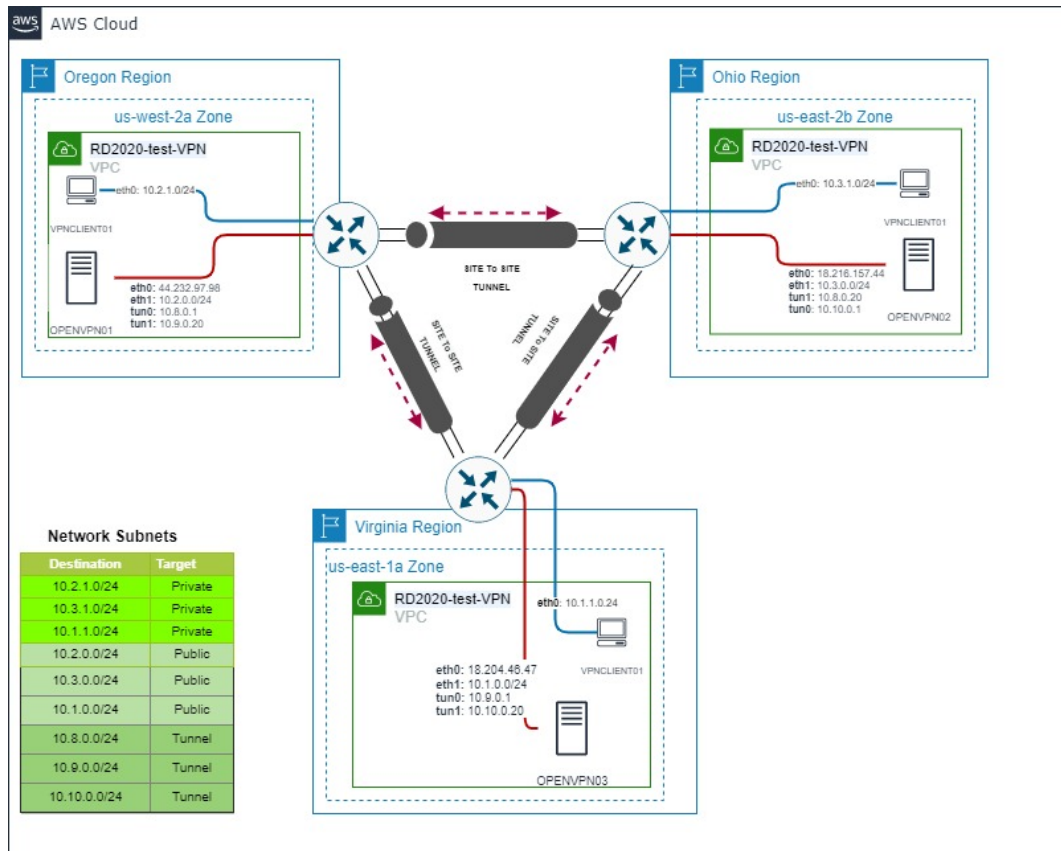 aws
AWS Cloud
Oregon Region
us-west-2a Zone
RD2020-test-VPN
VPC
eth0: 10.2.1.0/24
VPNCLIENT01
eth0: 44.232.97.98
eth1: 10.2.0.0/24
tun0: 10.8.0.1
tun1: 10.9.0.20
OPENVPN01
Ohio Region
us-east-2b Zone
RD2020-test-VPN
VPC
eth0: 10.3.1.0/24
VPNCLIENT01
eth0: 18.216.157.44
eth1: 10.3.0.0/24
tun1: 10.8.0.20
tun0: 10.10.0.1
OPENVPN02
SITE To SITE
TUNNEL
SITE To SITE
TUNNEL
SITE To SITE
TUNNEL
Virginia Region
us-east-1a Zone
RD2020-test-VPN
VPC
eth0: 10.1.1.0.24
VPNCLIENT01
eth0: 18.204.46.47
eth1: 10.1.0.0/24
tun0: 10.9.0.1
tun1: 10.10.0.20
OPENVPN03
Network Subnets
Destination Target
10.2.1.0/24 Private
10.3.1.0/24 Private
10.1.1.0/24 Private
10.2.0.0/24 Public
10.3.0.0/24 Public
10.1.0.0/24 Public
10.8.0.0/24 Tunnel
10.9.0.0/24 Tunnel
10.10.0.0/24 Tunnel